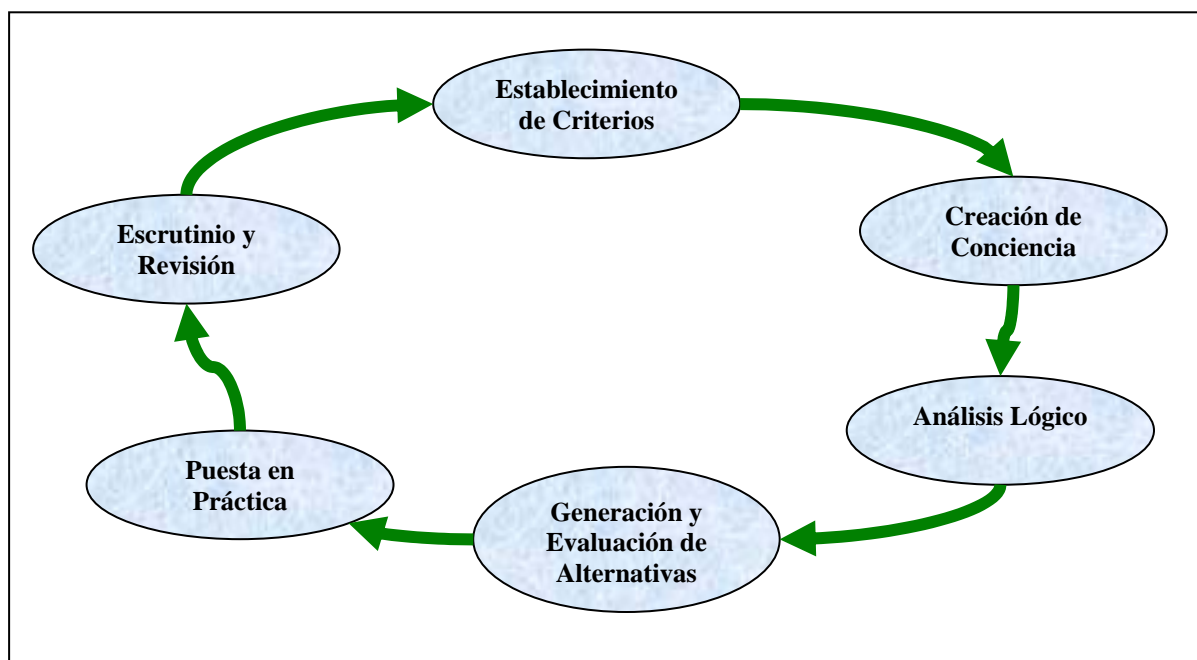 Establecimiento
de Criterios
Creación de
Conciencia
Análisis Lógico
Generación y
Evaluación de
Alternativas
Puesta en
Práctica
Escrutinio y
Revisión